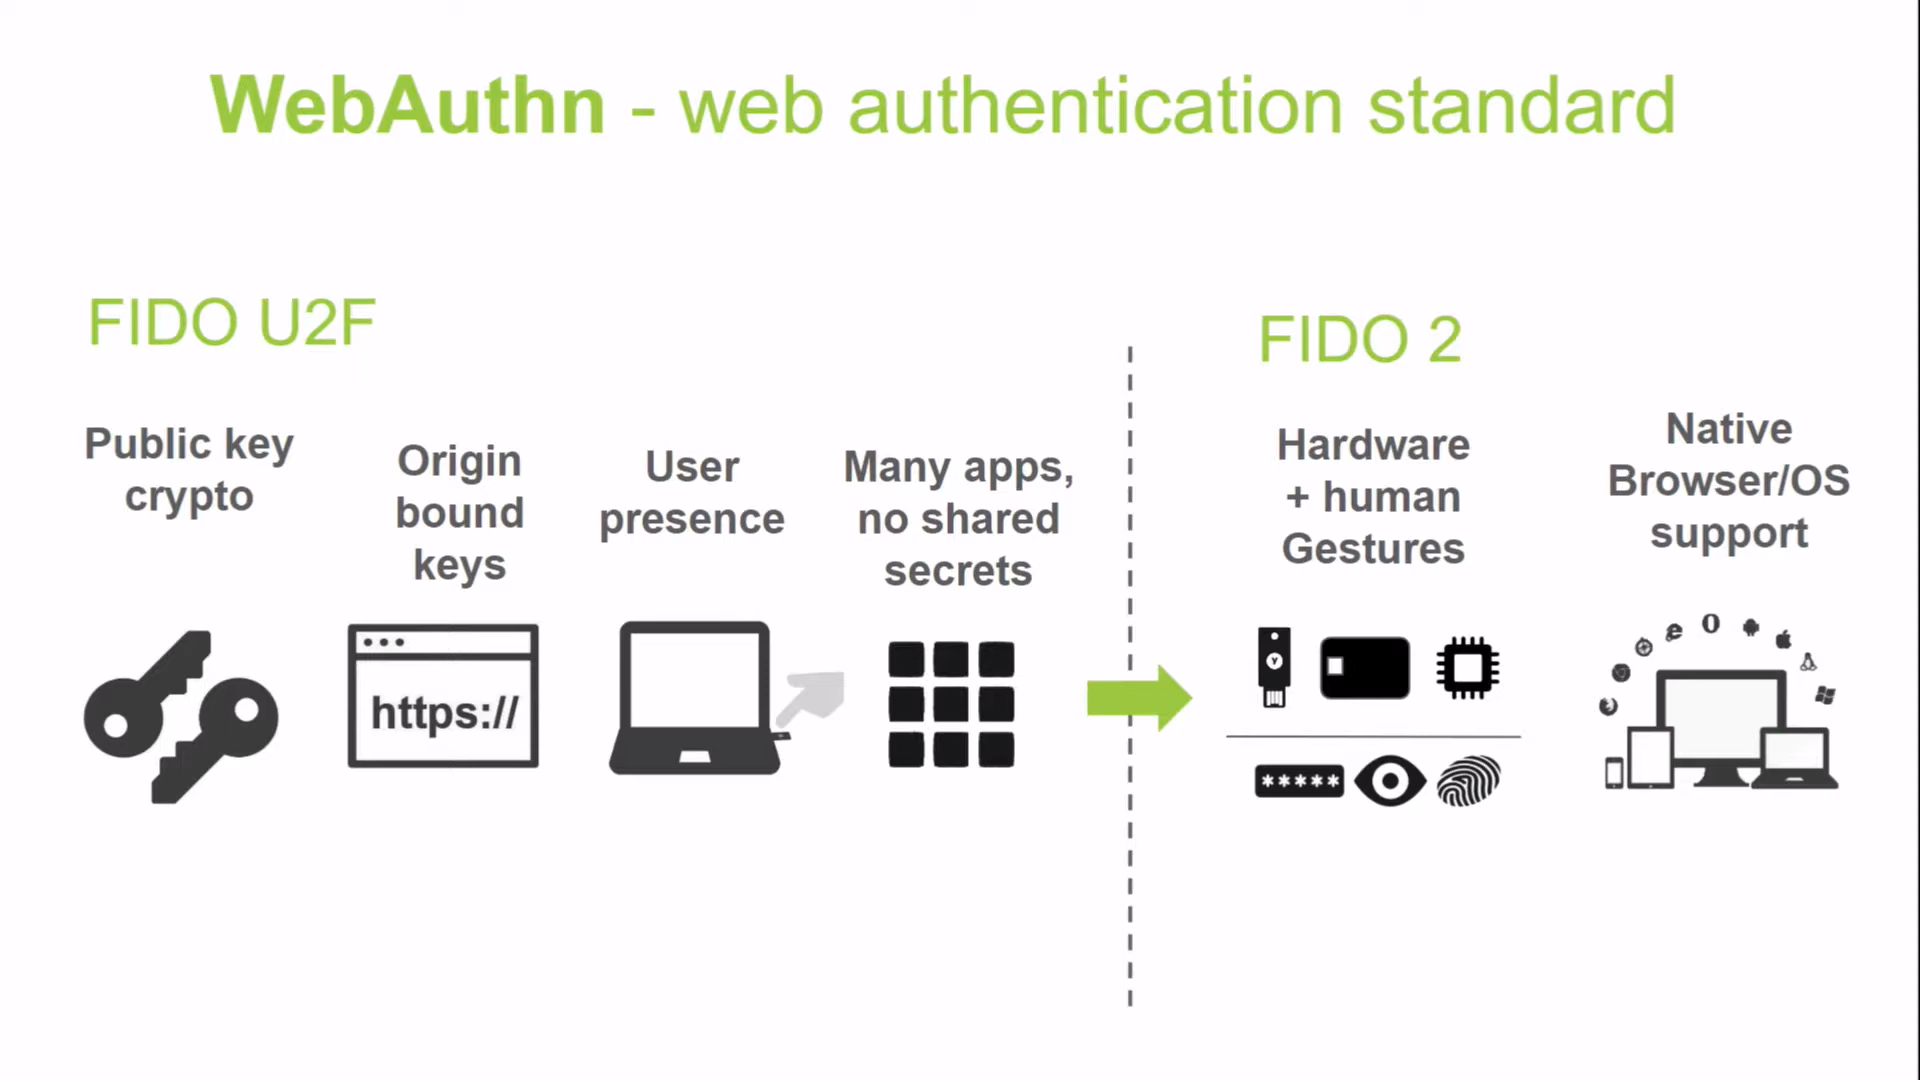 WebAuthn - web authentication standard
FIDO U2F
Public key
crypto
Origin
bound
keys
User
presence
Many apps,
no shared
secrets
https://
FIDO 2
Hardware
+ human
Gestures
Native
Browser/OS
support
Y
*****